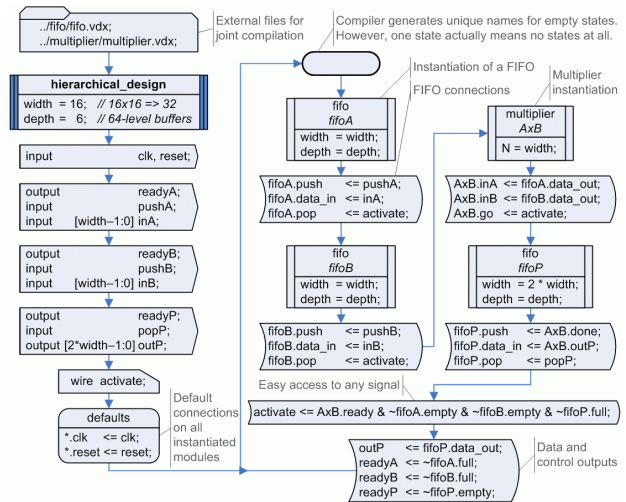 ../fifo/fifo.vdx;
../multiplier/multiplier.vdx;
External files for
joint compilation
hierarchical_design
width = 16; // 16x16 => 32
depth = 6; // 64-level buffers
input clk, reset;
output readyA;
input pushA;
input [width–1:0] inA;
output readyB;
input pushB;
input [width–1:0] inB;
output readyP;
input popP;
output [2*width–1:0] outP;
wire activate;
defaults
*.clk <= clk;
*.reset <= reset;
Default
connections
on all
instantiated
modules
Compiler generates unique names for empty states.
However, one state actually means no states at all.
Instantiation of a FIFO
FIFO connections
fifo
fifoA
width = width;
depth = depth;
fifoA.push <= pushA;
fifoA.data_in <= inA;
fifoA.pop <= activate;
fifo
fifoB
width = width;
depth = depth;
fifoB.push <= pushB;
fifoB.data_in <= inB;
fifoB.pop <= activate;
Multiplier
instantiation
multiplier
AxB
N = width;
AxB.inA <= fifoA.data_out;
AxB.inB <= fifoB.data_out;
AxB.go <= activate;
fifo
fifoP
width = 2 * width;
depth = depth;
fifoP.push <= AxB.done;
fifoP.data_in <= AxB.outP;
fifoP.pop <= popP;
Easy access to any signal
activate <= AxB.ready & ~fifoA.empty & ~fifoB.empty & ~fifoP.full;
outP <= fifoP.data_out;
readyA <= ~fifoA.full;
readyB <= ~fifoB.full;
readyP <= ~fifoP.empty;
Data and
control outputs